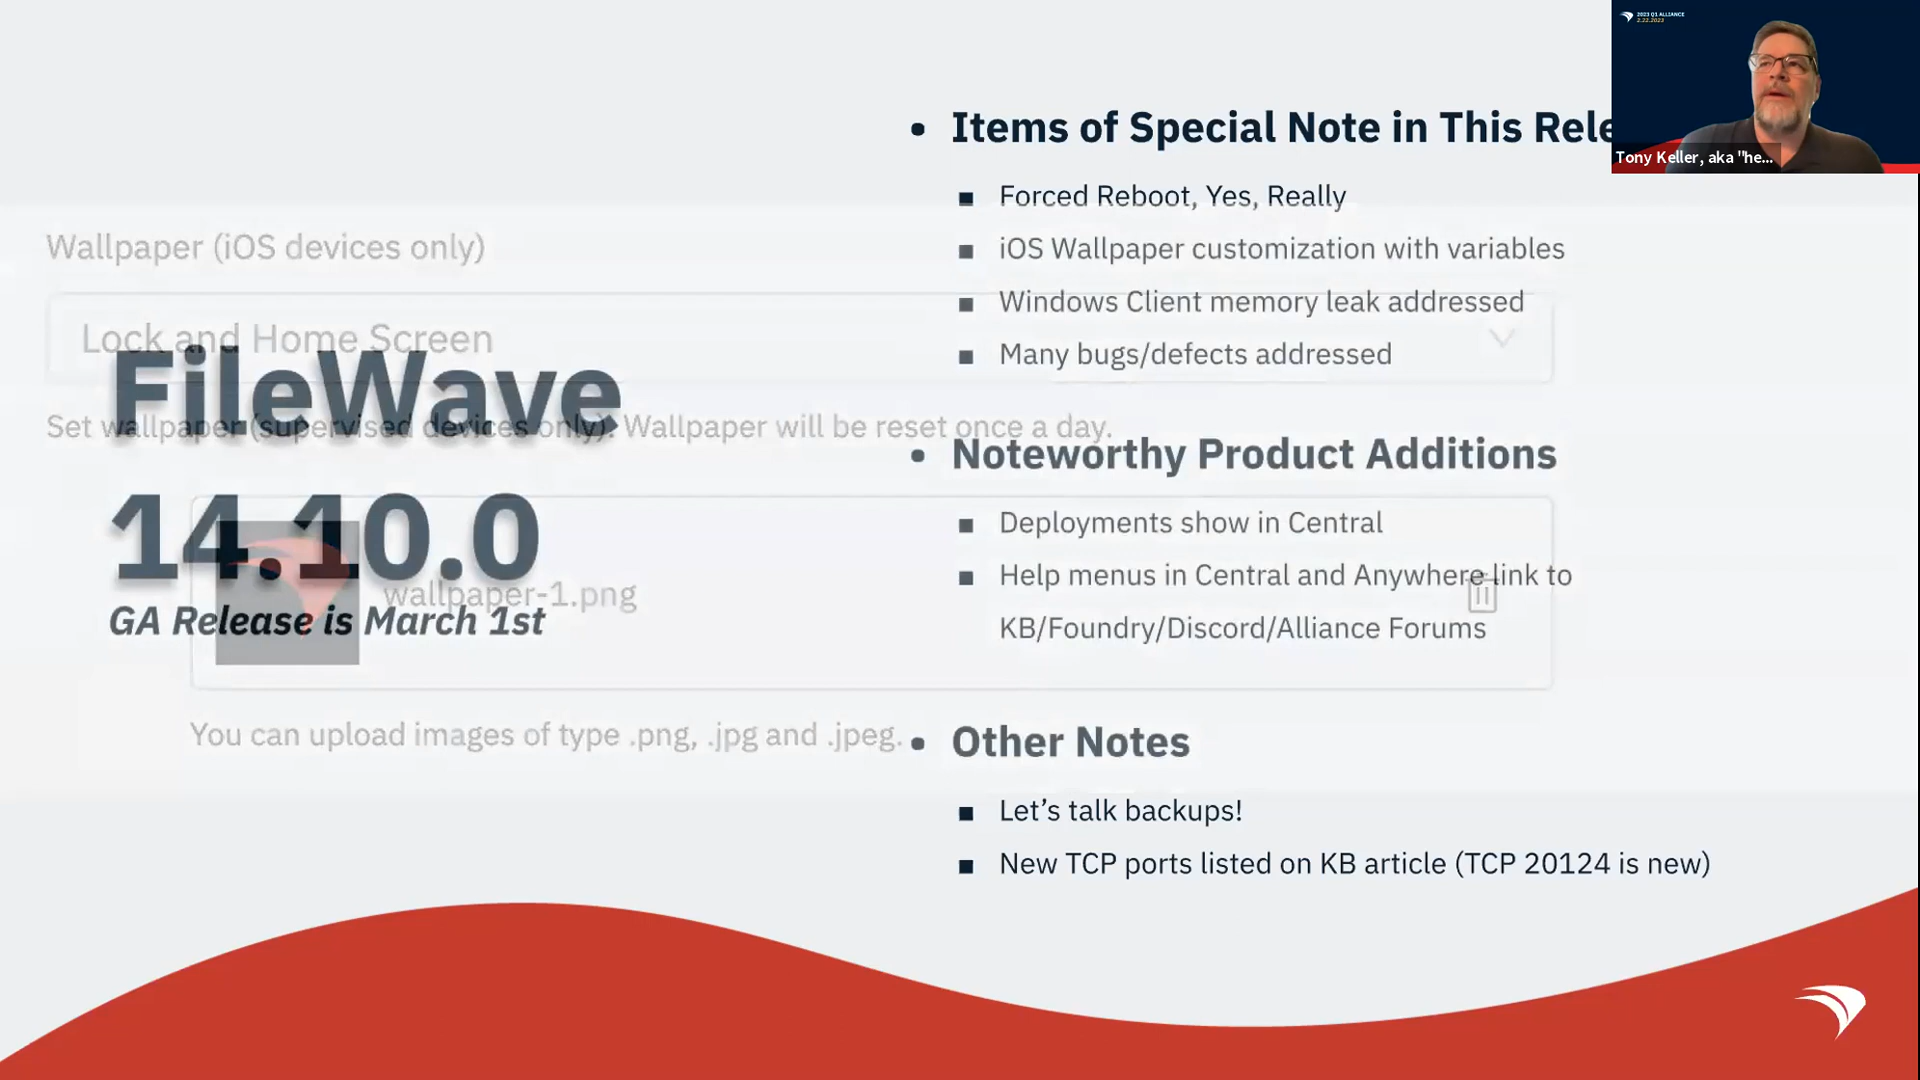 2023 Q1 ALLIANCE
2.22.2023
Tony Keller, aka "he...
FileWave
14.10.0
GA Release is March 1st
• Items of Special Note in This Rele
▪ Forced Reboot, Yes, Really
▪ iOS Wallpaper customization with variables
▪ Windows Client memory leak addressed
▪ Many bugs/defects addressed
• Noteworthy Product Additions
▪ Deployments show in Central
▪ Help menus in Central and Anywhere link to
KB/Foundry/Discord/Alliance Forums
• Other Notes
▪ Let’s talk backups!
▪ New TCP ports listed on KB article (TCP 20124 is new)
Wallpaper (iOS devices only)
Lock and Home Screen
Set wallpaper (supervised devices only). Wallpaper will be reset once a day.
wallpaper-1.png
You can upload images of type .png, .jpg and .jpeg.